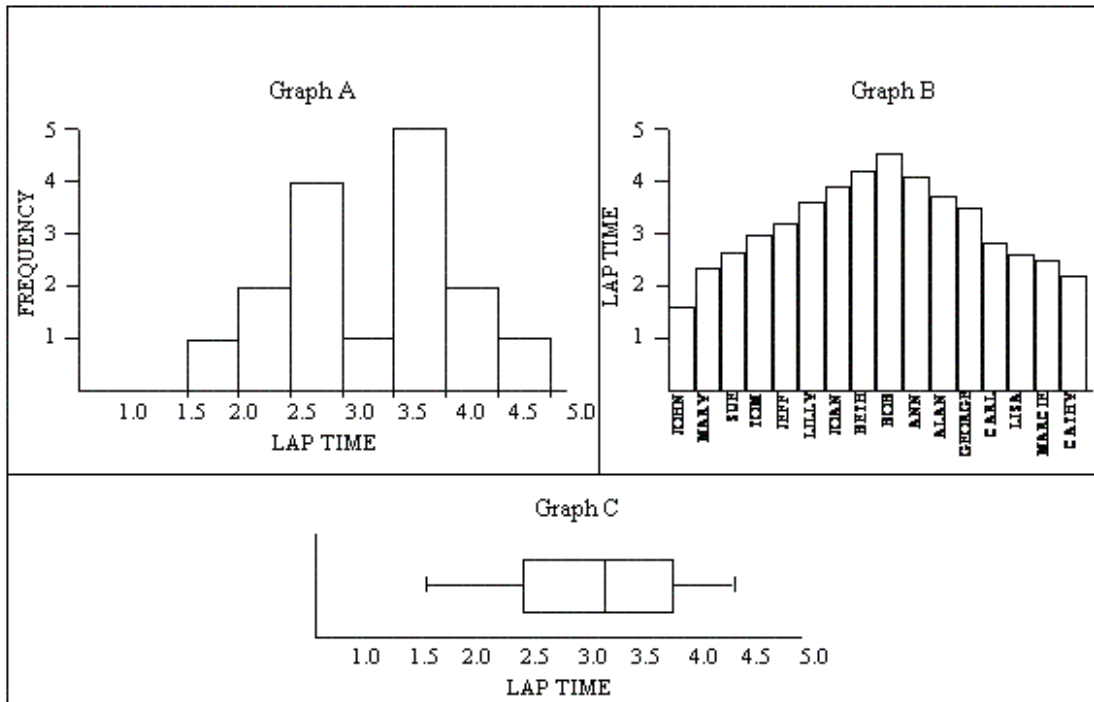 Graph A
5
4
3
2
1
FREQUENCY
1.0 1.5 2.0 2.5 3.0 3.5 4.0 4.5 5.0
LAP TIME
Graph B
5
4
3
2
1
LAP TIME
JOHN
MARY
SUE
TOM
JEFF
LILLY
JOAN
BETH
BOB
ANN
ALAN
GEORGE
CARL
LISA
MARCIE
CATHY
Graph C
1.0 1.5 2.0 2.5 3.0 3.5 4.0 4.5 5.0
LAP TIME